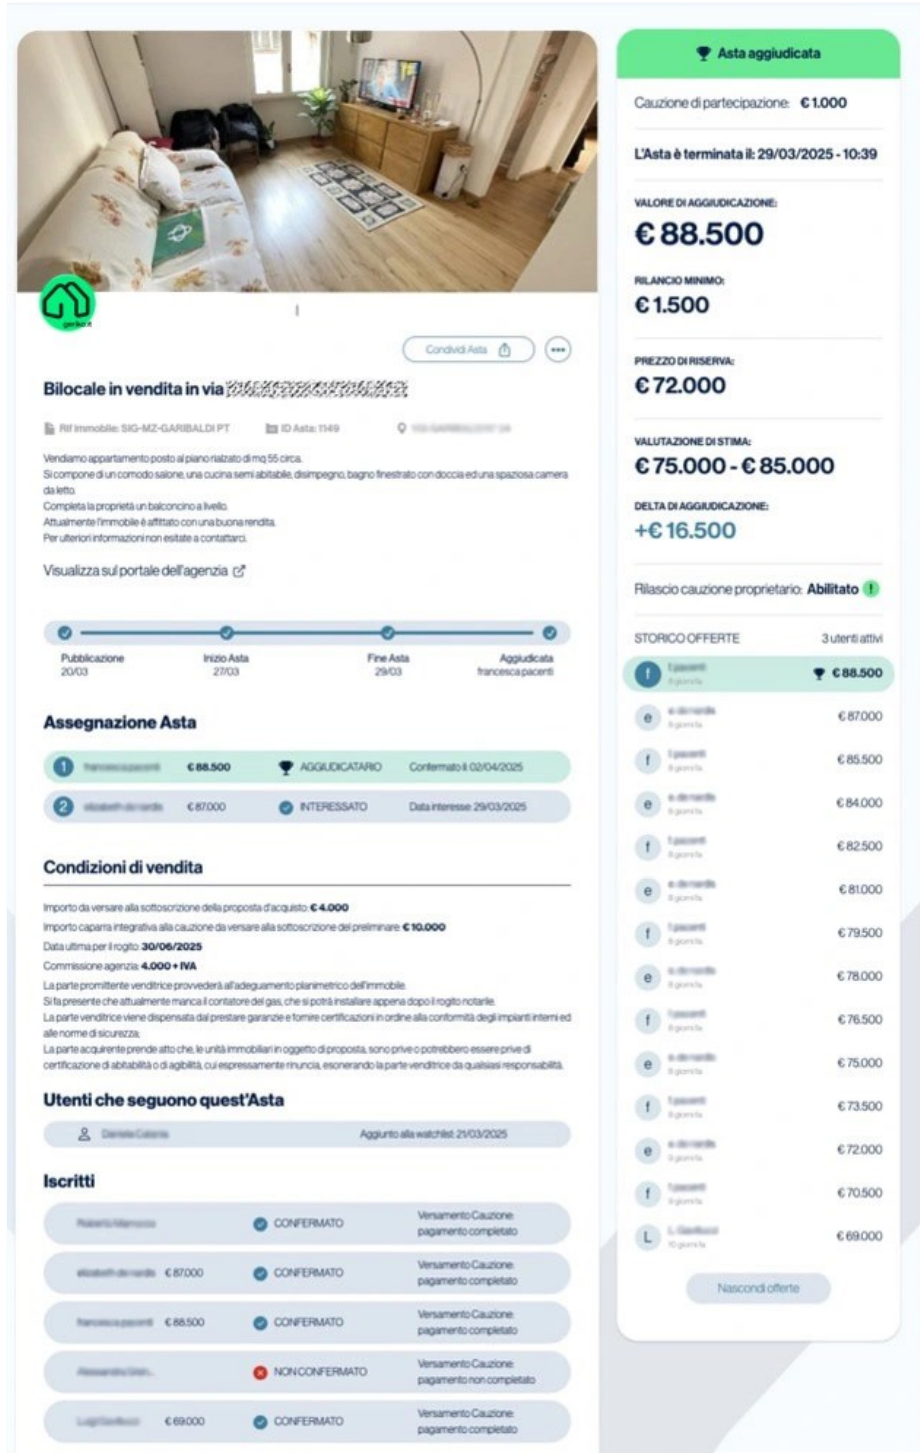 gerika.it
Condividi Asta
Bilocale in vendita in via
Rif Immobile: SIG-MZ-GARIBALDI PT
ID Asta: 1149
Vendiamo appartamento posto al piano rialzato di mq 55 circa.
Si compone di un comodo salone, una cucina semi abitabile, disimpegno, bagno finestrato con doccia ed una spaziosa camera
da letto.
Completa la proprietà un balconcino a livello.
Attualmente l'immobile è affittato con una buona rendita.
Per ulteriori informazioni non esitate a contattarci.
Visualizza sul portale dell'agenzia
Pubblicazione
20/03
Inizio Asta
27/03
Fine Asta
29/03
Aggiudicata
francesca pacenti
Assegnazione Asta
1 € 88.500 AGGIUDICATARIO Confermato il: 02/04/2025
2 € 87.000 INTERESSATO Data interesse: 29/03/2025
Condizioni di vendita
Importo da versare alla sottoscrizione della proposta d'acquisto: € 4.000
Importo caparra integrativa alla cauzione da versare alla sottoscrizione del preliminare: € 10.000
Data ultima per il rogito: 30/06/2025
Commissione agenzia: 4.000 + IVA
La parte promittente venditrice provvederà all'adeguamento planimetrico dell'immobile.
Si fa presente che attualmente manca il contatore del gas, che si potrà installare appena dopo il rogito notarile.
La parte venditrice viene dispensata dal prestare garanzie e fornire certificazioni in ordine alla conformità degli impianti interni ed
alle norme di sicurezza;
La parte acquirente prende atto che, le unità immobiliari in oggetto di proposta, sono prive o potrebbero essere prive di
certificazione di abitabilità o di agibilità, cui espressamente rinuncia, esonerando la parte venditrice da qualsiasi responsabilità.
Utenti che seguono quest'Asta
Aggiunto alla watchlist: 21/03/2025
Iscritti
CONFERMATO
Versamento Cauzione:
pagamento completato
€ 87.000 CONFERMATO
Versamento Cauzione:
pagamento completato
€ 88.500 CONFERMATO
Versamento Cauzione:
pagamento completato
NON CONFERMATO
Versamento Cauzione:
pagamento non completato
€ 69.000 CONFERMATO
Versamento Cauzione:
pagamento completato
Asta aggiudicata
Cauzione di partecipazione: € 1.000
L'Asta è terminata il: 29/03/2025 - 10:39
VALORE DI AGGIUDICAZIONE:
€ 88.500
RILANCIO MINIMO:
€ 1.500
PREZZO DI RISERVA:
€ 72.000
VALUTAZIONE DI STIMA:
€ 75.000 - € 85.000
DELTA DI AGGIUDICAZIONE:
+€ 16.500
Rilascio cauzione proprietario: Abilitato !
STORICO OFFERTE 3 utenti attivi
f € 88.500
e € 87.000
f € 85.500
e € 84.000
f € 82.500
e € 81.000
f € 79.500
e € 78.000
f € 76.500
e € 75.000
f € 73.500
e € 72.000
f € 70.500
L € 69.000
Nascondi offerte